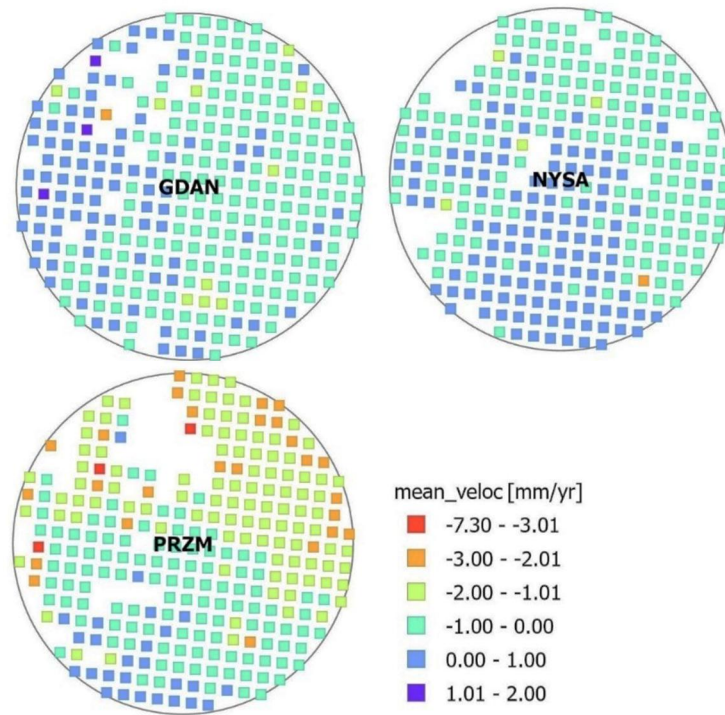 GDAN
NYSA
PRZM
mean_veloc [mm/yr]
-7.30 - -3.01
-3.00 - -2.01
-2.00 - -1.01
-1.00 - 0.00
0.00 - 1.00
1.01 - 2.00